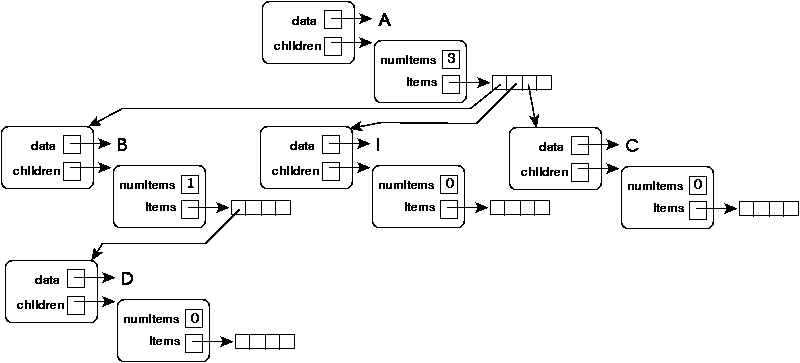 data A
children
numItems 3
Items
data B
children
numItems 1
Items
data I
children
numItems 0
Items
data C
children
numItems 0
Items
data D
children
numItems 0
Items